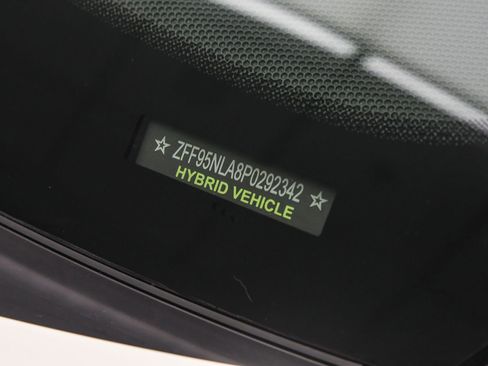 ☆ ZFF95NLA8P0292342 ☆
HYBRID VEHICLE